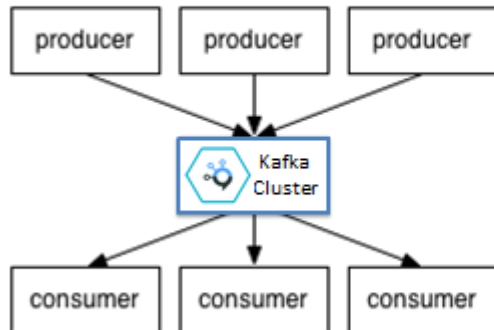 producer
producer
producer
Kafka
Cluster
consumer
consumer
consumer